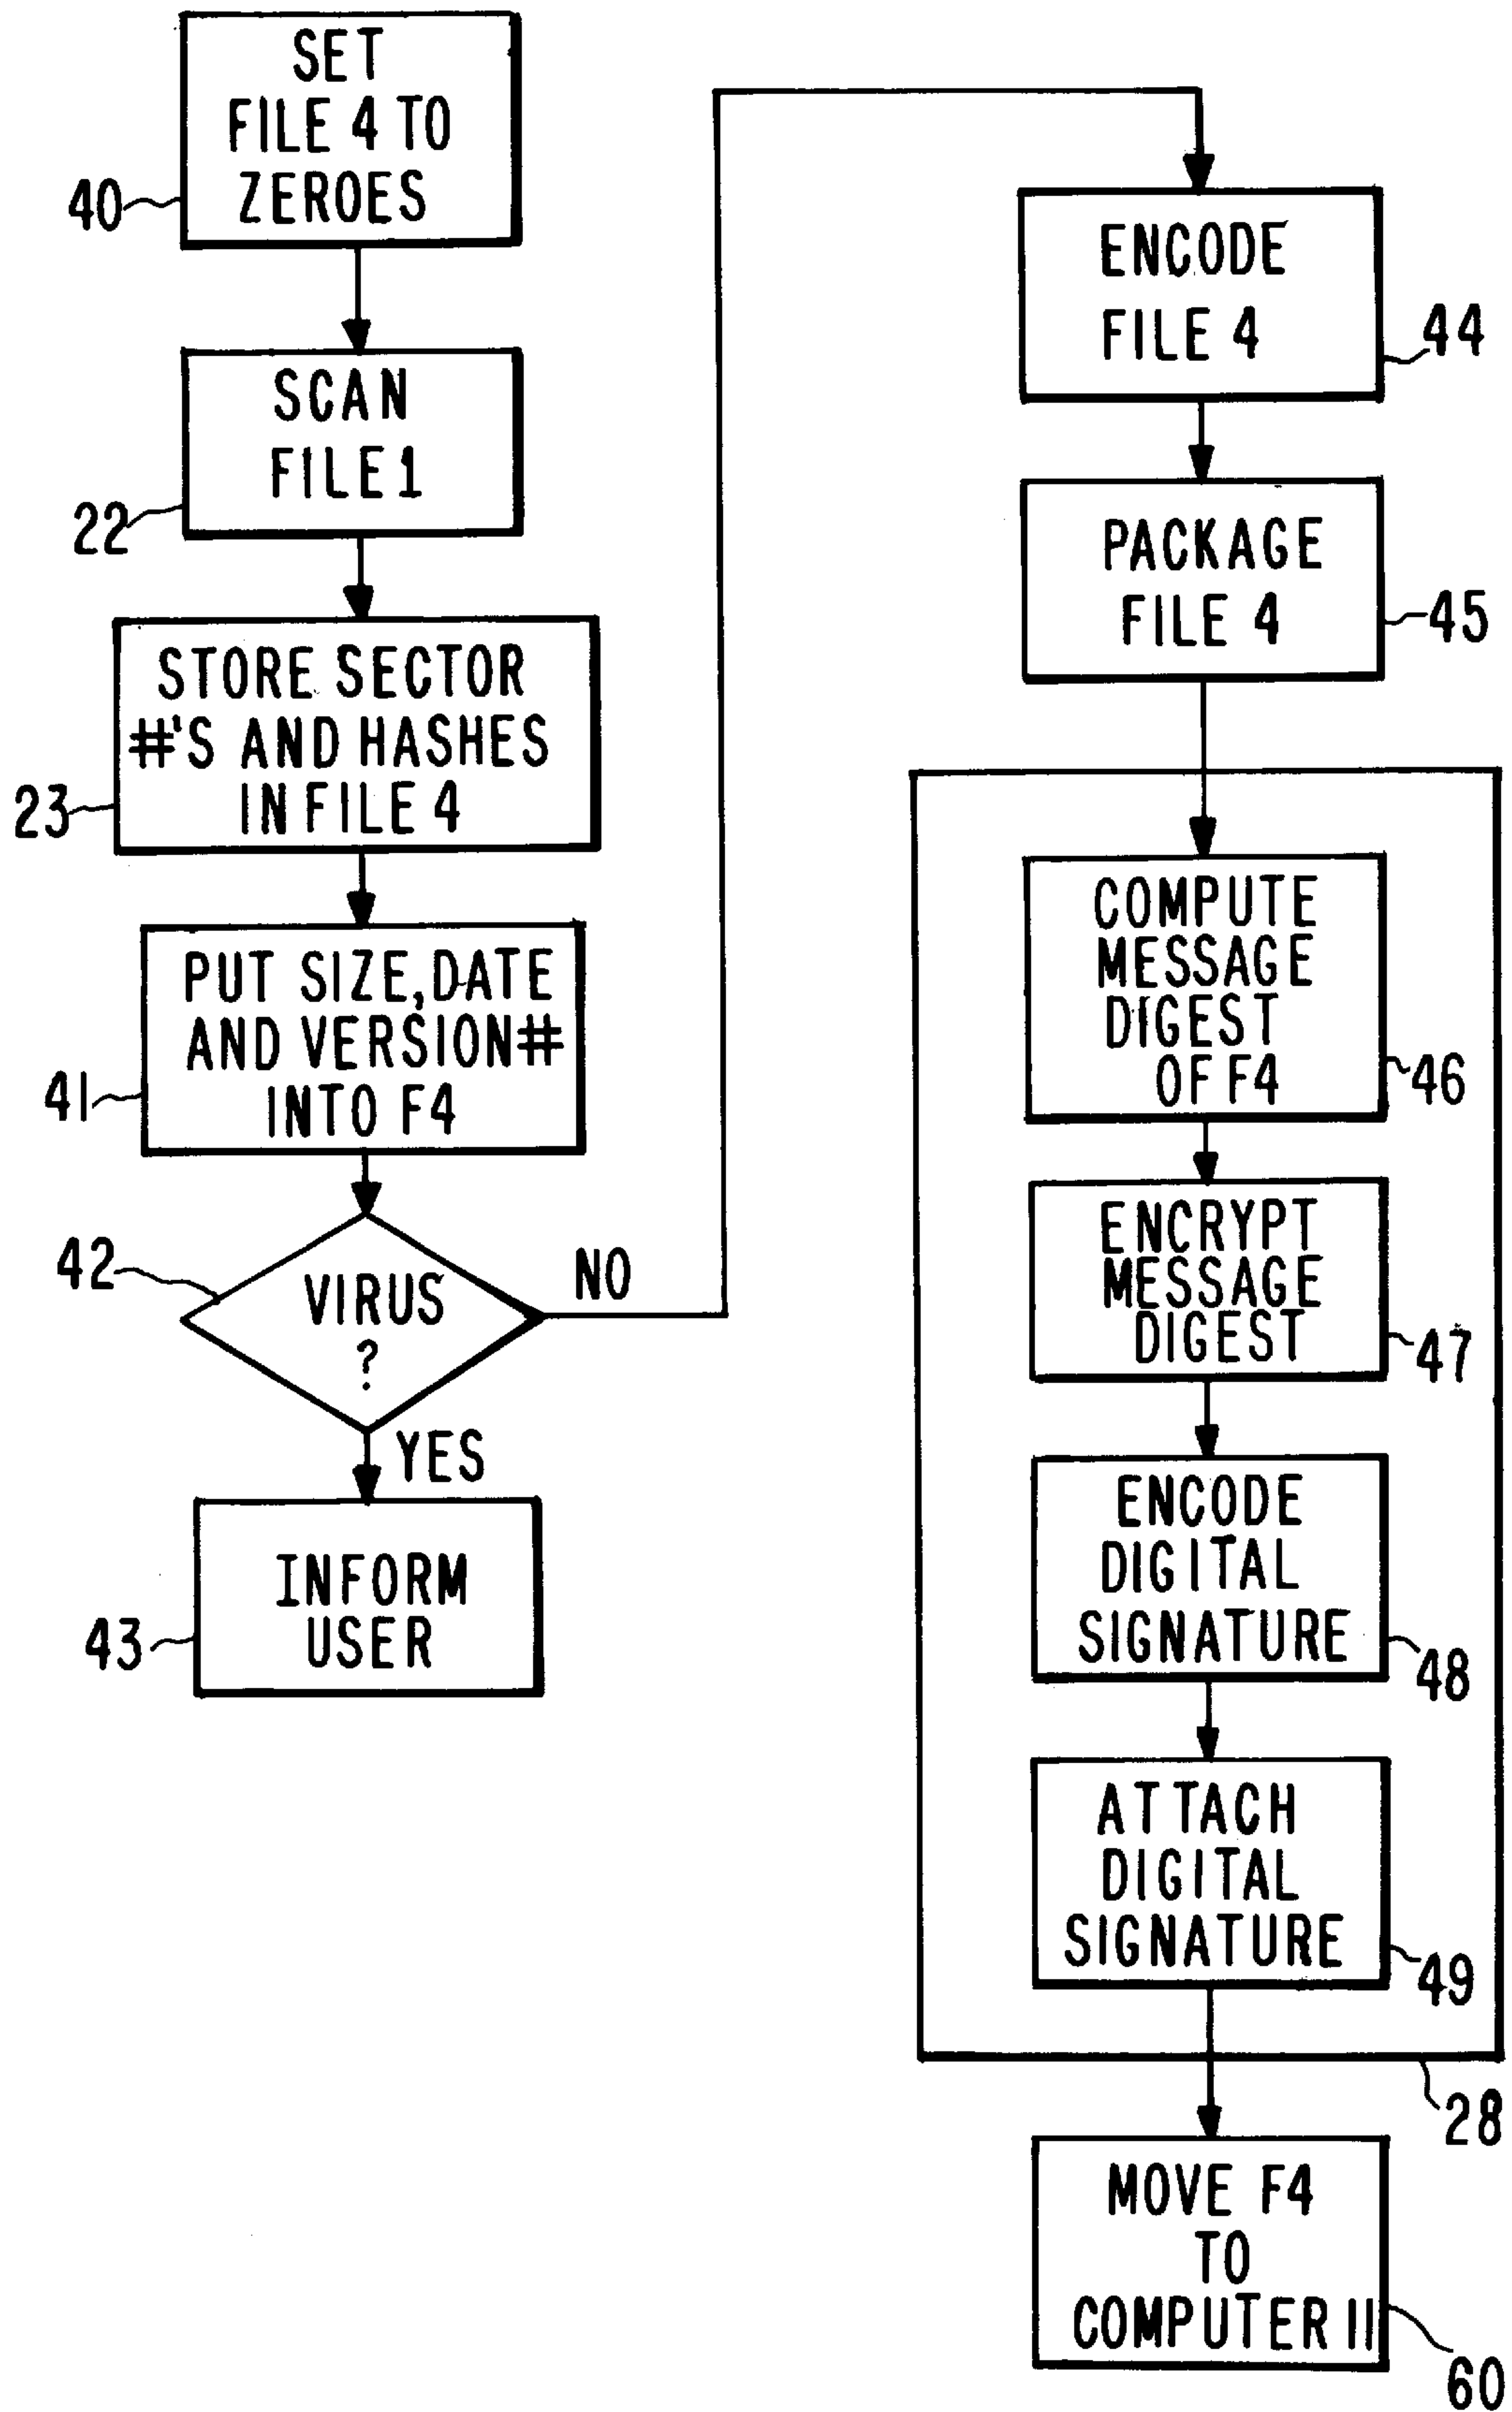 SET
FILE 4 TO
ZEROES
40
SCAN
FILE 1
22
STORE SECTOR
#'S AND HASHES
IN FILE 4
23
PUT SIZE, DATE
AND VERSION #
INTO F4
41
42
VIRUS
?
NO
YES
INFORM
USER
43
ENCODE
FILE 4
44
PACKAGE
FILE 4
45
COMPUTE
MESSAGE
DIGEST
OF F4
46
ENCRYPT
MESSAGE
DIGEST
47
ENCODE
DIGITAL
SIGNATURE
48
ATTACH
DIGITAL
SIGNATURE
49
28
MOVE F4
TO
COMPUTER 11
60